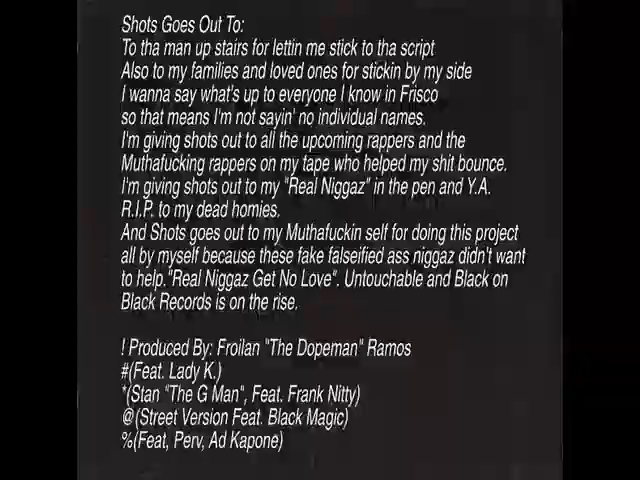 Shots Goes Out To:
To tha man up stairs for lettin me stick to tha script
Also to my families and loved ones for stickin by my side
I wanna say what's up to everyone I know in Frisco
so that means I'm not sayin' no individual names.
I'm giving shots out to all the upcoming rappers and the
Muthafucking rappers on my tape who helped my shit bounce.
I'm giving shots out to my "Real Niggaz" in the pen and Y.A.
R.I.P. to my dead homies.
And Shots goes out to my Muthafuckin self for doing this project
all by myself because these fake falseified ass niggaz didn't want
to help."Real Niggaz Get No Love". Untouchable and Black on
Black Records is on the rise.
! Produced By: Froilan "The Dopeman" Ramos
#(Feat. Lady K.)
*(Stan "The G Man", Feat. Frank Nitty)
@(Street Version Feat. Black Magic)
%(Feat, Perv, Ad Kapone)